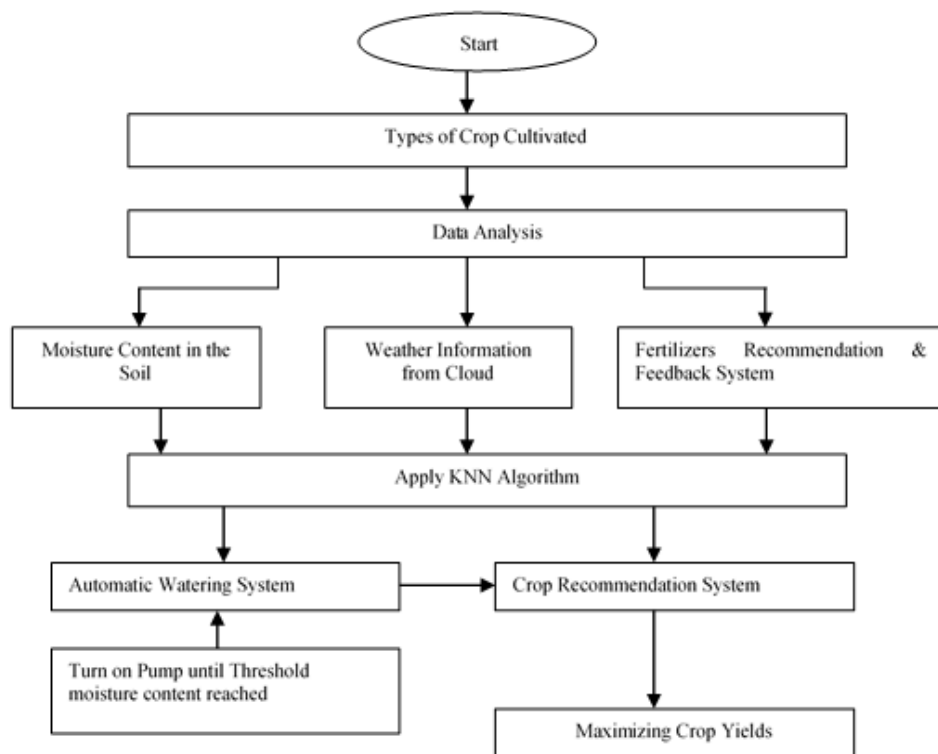 Start
Types of Crop Cultivated
Data Analysis
Moisture Content in the
Soil
Weather Information
from Cloud
Fertilizers Recommendation &
Feedback System
Apply KNN Algorithm
Automatic Watering System
Crop Recommendation System
Turn on Pump until Threshold
moisture content reached
Maximizing Crop Yields